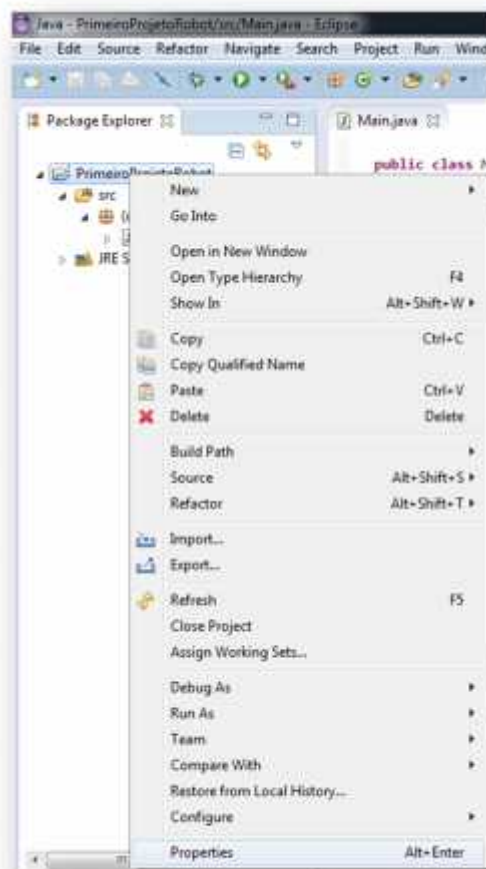 Java - PrimeiroProjetoRobot/src/Main.java - Eclipse
File Edit Source Refactor Navigate Search Project Run Wind
Package Explorer
Main.java
public class
PrimeiroProjetoRobot
src
JRE S
New
Go Into
Open in New Window
Open Type Hierarchy F4
Show In Alt+Shift+W
Copy Ctrl+C
Copy Qualified Name
Paste Ctrl+V
Delete Delete
Build Path
Source Alt+Shift+S
Refactor Alt+Shift+T
Import...
Export...
Refresh F5
Close Project
Assign Working Sets...
Debug As
Run As
Team
Compare With
Restore from Local History...
Configure
Properties Alt+Enter